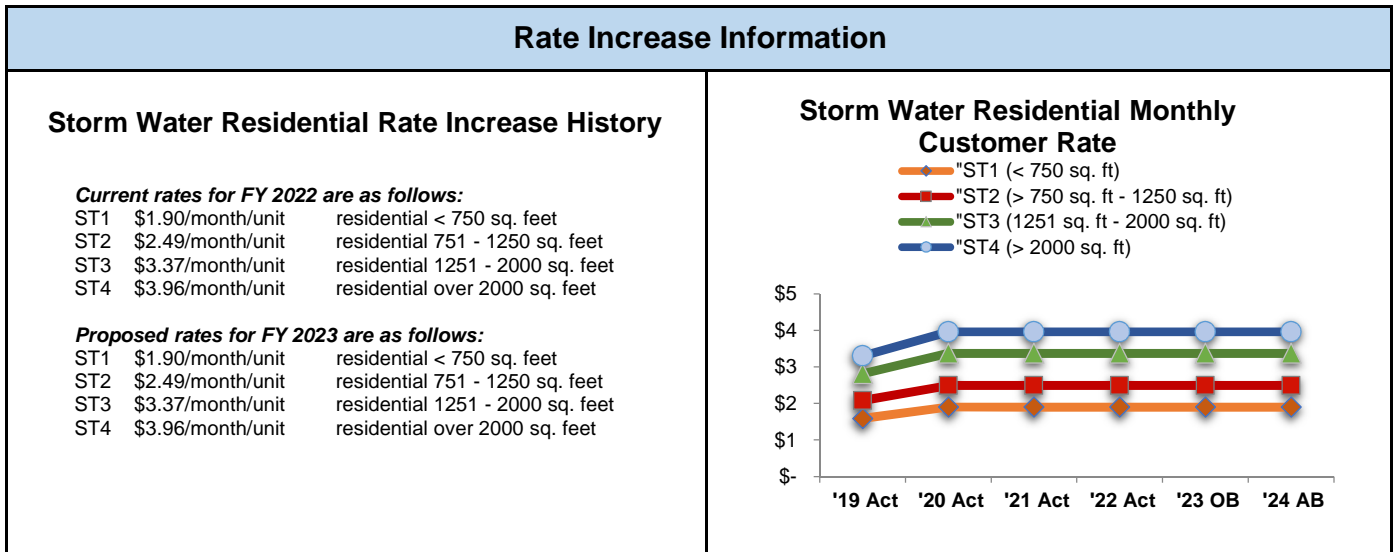 Rate Increase Information
Storm Water Residential Rate Increase History
Current rates for FY 2022 are as follows:
ST1 $1.90/month/unit residential < 750 sq. feet
ST2 $2.49/month/unit residential 751 - 1250 sq. feet
ST3 $3.37/month/unit residential 1251 - 2000 sq. feet
ST4 $3.96/month/unit residential over 2000 sq. feet
Proposed rates for FY 2023 are as follows:
ST1 $1.90/month/unit residential < 750 sq. feet
ST2 $2.49/month/unit residential 751 - 1250 sq. feet
ST3 $3.37/month/unit residential 1251 - 2000 sq. feet
ST4 $3.96/month/unit residential over 2000 sq. feet
Storm Water Residential Monthly
Customer Rate
"ST1 (< 750 sq. ft)
"ST2 (> 750 sq. ft - 1250 sq. ft)
"ST3 (1251 sq. ft - 2000 sq. ft)
"ST4 (> 2000 sq. ft)
$5
$4
$3
$2
$1
$-
'19 Act '20 Act '21 Act '22 Act '23 OB '24 AB